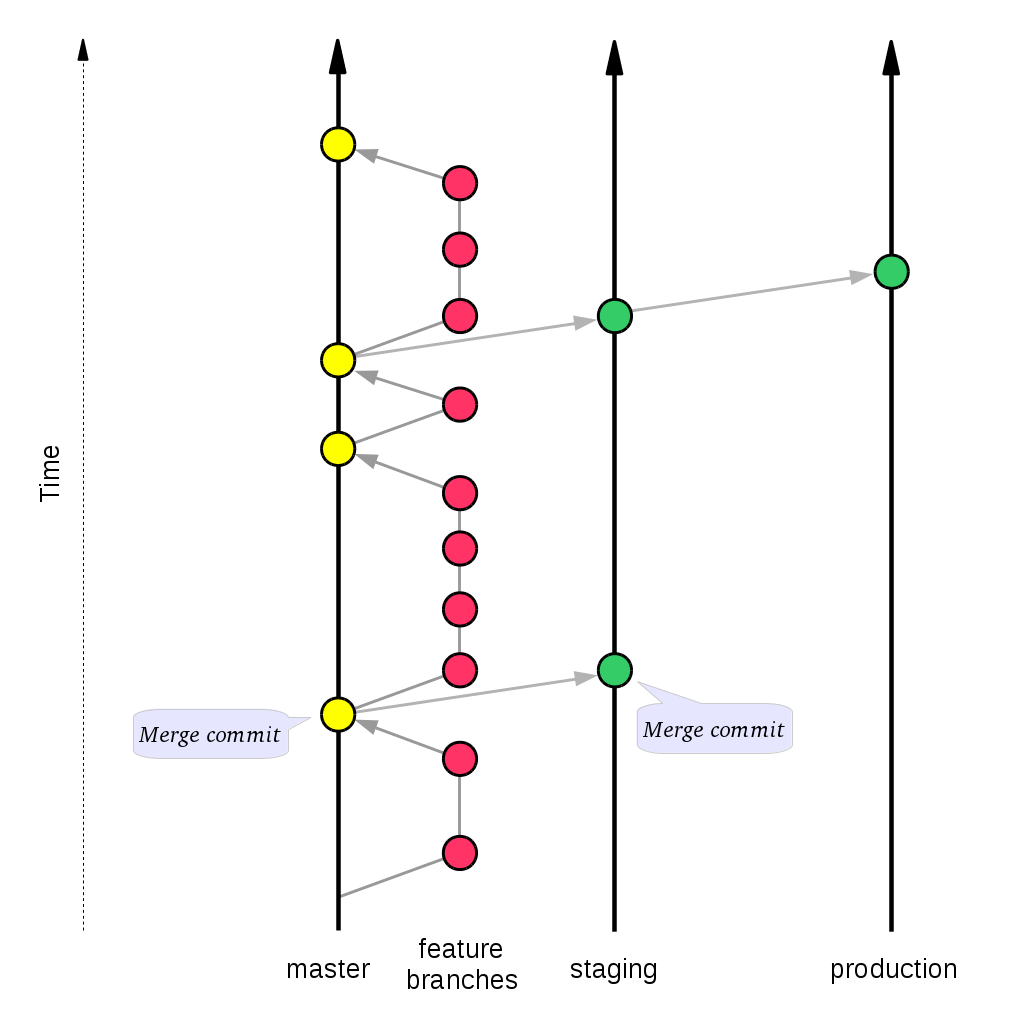 Time
Merge commit
Merge commit
master
feature
branches
staging
production